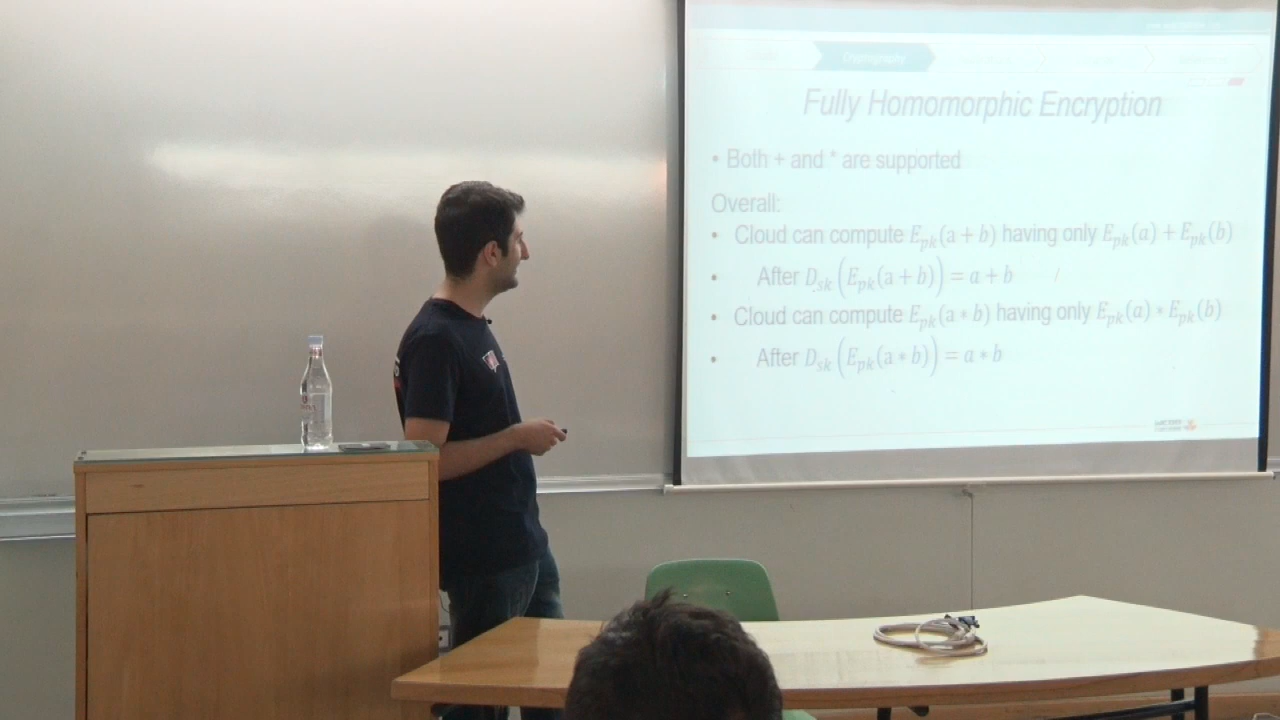 Cryptography
Fully Homomorphic Encryption
• Both + and * are supported
Overall:
• Cloud can compute E_pk(a + b) having only E_pk(a) + E_pk(b)
• After D_sk(E_pk(a + b)) = a + b
• Cloud can compute E_pk(a * b) having only E_pk(a) * E_pk(b)
• After D_sk(E_pk(a * b)) = a * b